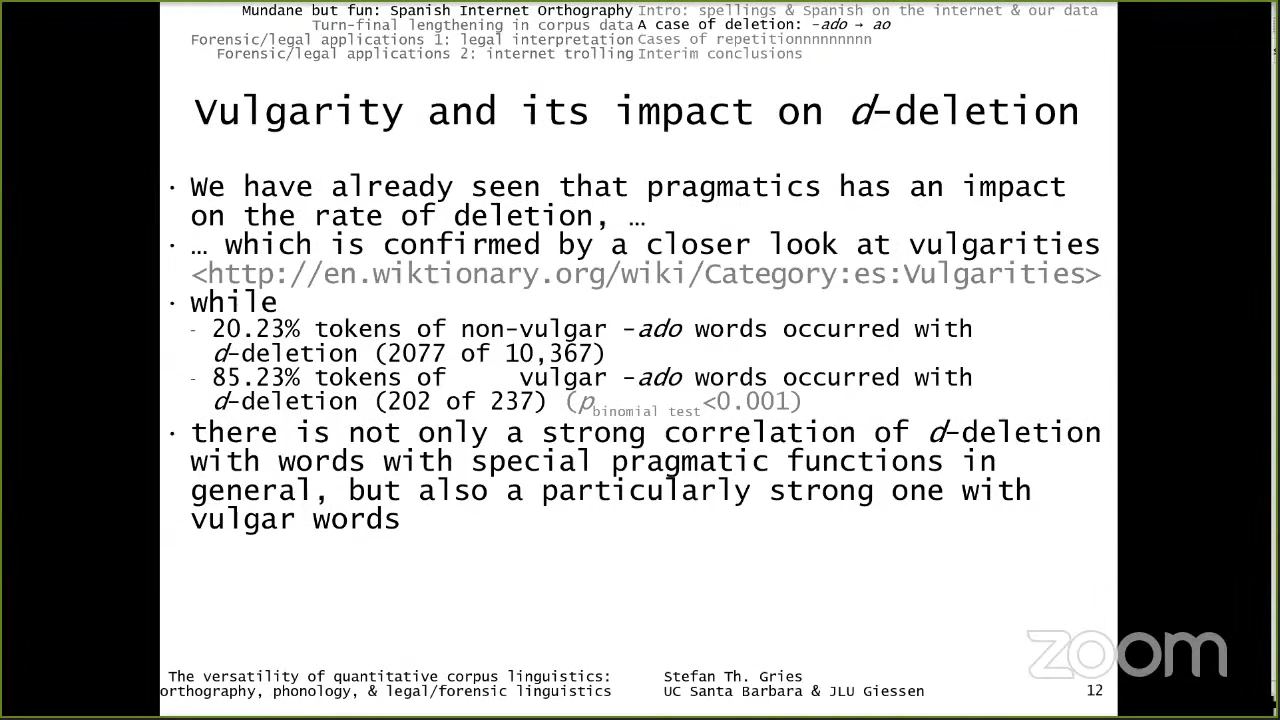 Mundane but fun: Spanish Internet Orthography Intro: spellings & Spanish on the internet & our data
Turn-final lengthening in corpus data A case of deletion: -ado → ao
Forensic/legal applications 1: legal interpretation Cases of repetitionnnnnnnnn
Forensic/legal applications 2: internet trolling Interim conclusions
Vulgarity and its impact on d-deletion
· We have already seen that pragmatics has an impact
on the rate of deletion, …
· … which is confirmed by a closer look at vulgarities
<http://en.wiktionary.org/wiki/Category:es:Vulgarities>
· while
- 20.23% tokens of non-vulgar -ado words occurred with
d-deletion (2077 of 10,367)
- 85.23% tokens of vulgar -ado words occurred with
d-deletion (202 of 237) (p binomial test<0.001)
· there is not only a strong correlation of d-deletion
with words with special pragmatic functions in
general, but also a particularly strong one with
vulgar words
zoom
The versatility of quantitative corpus linguistics: Stefan Th. Gries
orthography, phonology, & legal/forensic linguistics UC Santa Barbara & JLU Giessen 12